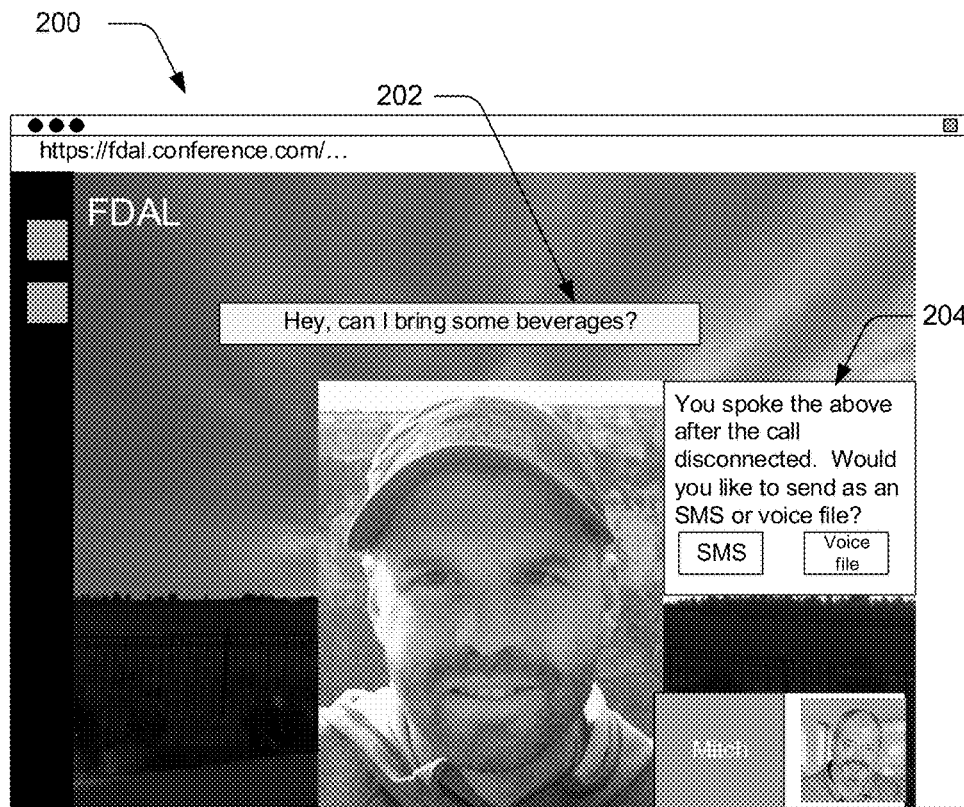 200
202
https://fdal.conference.com/...
FDAL
Hey, can I bring some beverages?
204
You spoke the above
after the call
disconnected. Would
you like to send as an
SMS or voice file?
SMS
Voice
file
Mitch